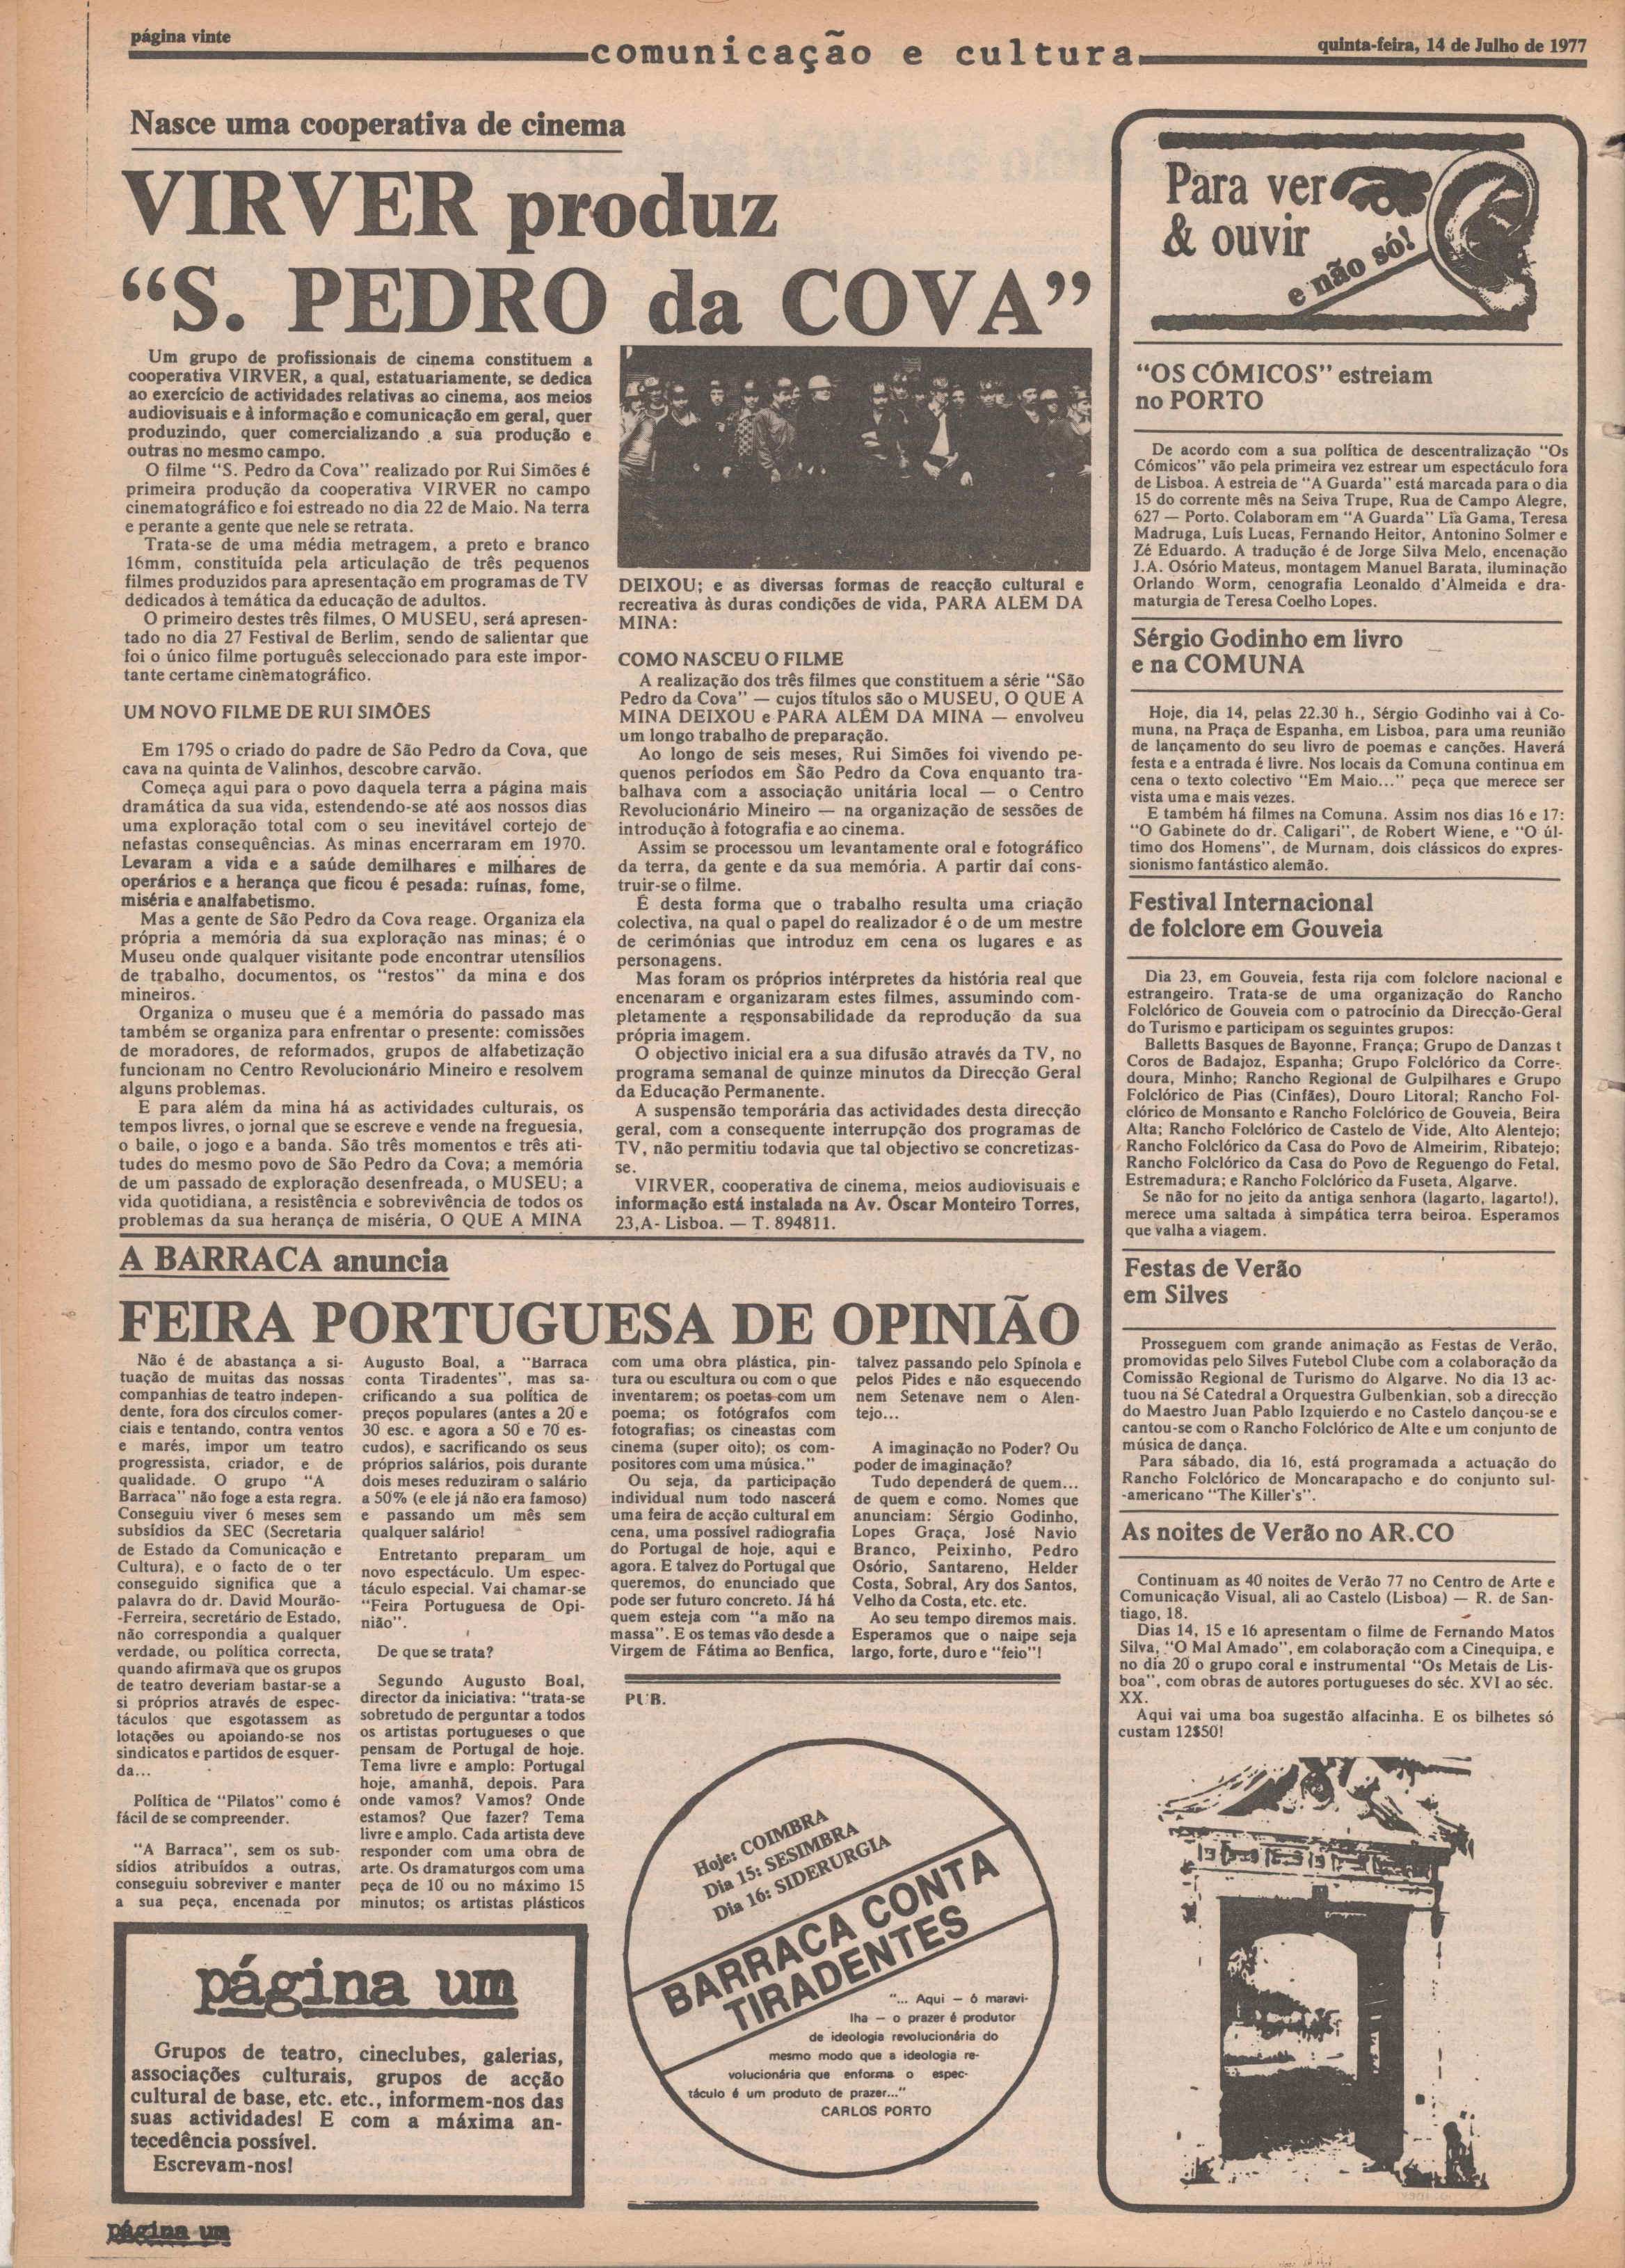 página vinte
comunicação e cultura
quinta-feira, 14 de Julho de 1977
Nasce uma cooperativa de cinema
VIRVER produz
“S. PEDRO da COVA”
Um grupo de profissionais de cinema constituem a
cooperativa VIRVER, a qual, estatuariamente, se dedica
ao exercício de actividades relativas ao cinema, aos meios
audiovisuais e à informação e comunicação em geral, quer
produzindo, quer comercializando a sua produção e
outras no mesmo campo.
O filme “S. Pedro da Cova” realizado por Rui Simões é
primeira produção da cooperativa VIRVER no campo
cinematográfico e foi estreado no dia 22 de Maio. Na terra
e perante a gente que nele se retrata.
Trata-se de uma média metragem, a preto e branco
16mm, constituída pela articulação de três pequenos
filmes produzidos para apresentação em programas de TV
dedicados à temática da educação de adultos.
O primeiro destes três filmes, O MUSEU, será apresen-
tado no dia 27 Festival de Berlim, sendo de salientar que
foi o único filme português seleccionado para este impor-
tante certame cinematográfico.
UM NOVO FILME DE RUI SIMÕES
Em 1795 o criado do padre de São Pedro da Cova, que
cava na quinta de Valinhos, descobre carvão.
Começa aqui para o povo daquela terra a página mais
dramática da sua vida, estendendo-se até aos nossos dias
uma exploração total com o seu inevitável cortejo de
nefastas consequências. As minas encerraram em 1970.
Levaram a vida e a saúde demilhares e milhares de
operários e a herança que ficou é pesada: ruínas, fome,
miséria e analfabetismo.
Mas a gente de São Pedro da Cova reage. Organiza ela
própria a memória da sua exploração nas minas; é o
Museu onde qualquer visitante pode encontrar utensílios
de trabalho, documentos, os “restos” da mina e dos
mineiros.
Organiza o museu que é a memória do passado mas
também se organiza para enfrentar o presente: comissões
de moradores, de reformados, grupos de alfabetização
funcionam no Centro Revolucionário Mineiro e resolvem
alguns problemas.
E para além da mina há as actividades culturais, os
tempos livres, o jornal que se escreve e vende na freguesia,
o baile, o jogo e a banda. São três momentos e três ati-
tudes do mesmo povo de São Pedro da Cova; a memória
de um passado de exploração desenfreada, o MUSEU; a
vida quotidiana, a resistência e sobrevivência de todos os
problemas da sua herança de miséria, O QUE A MINA
DEIXOU; e as diversas formas de reacção cultural e
recreativa às duras condições de vida, PARA ALEM DA
MINA:
COMO NASCEU O FILME
A realização dos três filmes que constituem a série “São
Pedro da Cova” — cujos títulos são o MUSEU, O QUE A
MINA DEIXOU e PARA ALÉM DA MINA — envolveu
um longo trabalho de preparação.
Ao longo de seis meses, Rui Simões foi vivendo pe-
quenos períodos em São Pedro da Cova enquanto tra-
balhava com a associação unitária local — o Centro
Revolucionário Mineiro — na organização de sessões de
introdução à fotografia e ao cinema.
Assim se processou um levantamente oral e fotográfico
da terra, da gente e da sua memória. A partir daí cons-
truir-se o filme.
É desta forma que o trabalho resulta uma criação
colectiva, na qual o papel do realizador é o de um mestre
de cerimónias que introduz em cena os lugares e as
personagens.
Mas foram os próprios intérpretes da história real que
encenaram e organizaram estes filmes, assumindo com-
pletamente a responsabilidade da reprodução da sua
própria imagem.
O objectivo inicial era a sua difusão através da TV, no
programa semanal de quinze minutos da Direcção Geral
da Educação Permanente.
A suspensão temporária das actividades desta direcção
geral, com a consequente interrupção dos programas de
TV, não permitiu todavia que tal objectivo se concretizas-
se.
VIRVER, cooperativa de cinema, meios audiovisuais e
informação está instalada na Av. Óscar Monteiro Torres,
23,A- Lisboa. — T. 894811.
A BARRACA anuncia
FEIRA PORTUGUESA DE OPINIÃO
Não é de abastança a si-
tuação de muitas das nossas
companhias de teatro indepen-
dente, fora dos círculos comer-
ciais e tentando, contra ventos
e marés, impor um teatro
progressista, criador, e de
qualidade. O grupo “A
Barraca” não foge a esta regra.
Conseguiu viver 6 meses sem
subsídios da SEC (Secretaria
de Estado da Comunicação e
Cultura), e o facto de o ter
conseguido significa que a
palavra do dr. David Mourão-
-Ferreira, secretário de Estado,
não correspondia a qualquer
verdade, ou política correcta,
quando afirmava que os grupos
de teatro deveriam bastar-se a
si próprios através de espec-
táculos que esgotassem as
lotações ou apoiando-se nos
sindicatos e partidos de esquer-
da...
Política de “Pilatos” como é
fácil de se compreender.
“A Barraca”, sem os sub-
sídios atribuídos a outras,
conseguiu sobreviver e manter
a sua peça, encenada por
Augusto Boal, a “Barraca
conta Tiradentes”, mas sa-
crificando a sua política de
preços populares (antes a 20 e
30 esc. e agora a 50 e 70 es-
cudos), e sacrificando os seus
próprios salários, pois durante
dois meses reduziram o salário
a 50% (e ele já não era famoso)
e passando um mês sem
qualquer salário!
Entretanto preparam um
novo espectáculo. Um espec-
táculo especial. Vai chamar-se
“Feira Portuguesa de Opi-
nião”.
De que se trata?
Segundo Augusto Boal,
director da iniciativa: “trata-se
sobretudo de perguntar a todos
os artistas portugueses o que
pensam de Portugal de hoje.
Tema livre e amplo: Portugal
hoje, amanhã, depois. Para
onde vamos? Vamos? Onde
estamos? Que fazer? Tema
livre e amplo. Cada artista deve
responder com uma obra de
arte. Os dramaturgos com uma
peça de 10 ou no máximo 15
minutos; os artistas plásticos
com uma obra plástica, pin-
tura ou escultura ou com o que
inventarem; os poetas com um
poema; os fotógrafos com
fotografias; os cineastas com
cinema (super oito); os com-
positores com uma música.”
Ou seja, da participação
individual num todo nascerá
uma feira de acção cultural em
cena, uma possível radiografia
do Portugal de hoje, aqui e
agora. E talvez do Portugal que
queremos, do enunciado que
pode ser futuro concreto. Já há
quem esteja com “a mão na
massa”. E os temas vão desde a
Virgem de Fátima ao Benfica,
talvez passando pelo Spínola e
pelos Pides e não esquecendo
nem Setenave nem o Alen-
tejo...
A imaginação no Poder? Ou
poder de imaginação?
Tudo dependerá de quem...
de quem e como. Nomes que
anunciam: Sérgio Godinho,
Lopes Graça, José Navio
Branco, Peixinho, Pedro
Osório, Santareno, Helder
Costa, Sobral, Ary dos Santos,
Velho da Costa, etc. etc.
Ao seu tempo diremos mais.
Esperamos que o naipe seja
largo, forte, duro e “feio”!
página um
Grupos de teatro, cineclubes, galerias,
associações culturais, grupos de acção
cultural de base, etc. etc., informem-nos das
suas actividades! E com a máxima an-
tecedência possível.
Escrevam-nos!
PUB.
Hoje: COIMBRA
Dia 15: SESIMBRA
Dia 16: SIDERURGIA
BARRACA CONTA
TIRADENTES
“... Aqui — ó maravi-
lha — o prazer é produtor
de ideologia revolucionária do
mesmo modo que a ideologia re-
volucionária que enforma o espec-
táculo é um produto de prazer...”
CARLOS PORTO
Para ver
& ouvir
e não só!
“OS CÓMICOS” estreiam
no PORTO
De acordo com a sua política de descentralização “Os
Cómicos” vão pela primeira vez estrear um espectáculo fora
de Lisboa. A estreia de “A Guarda” está marcada para o dia
15 do corrente mês na Seiva Trupe, Rua de Campo Alegre,
627 — Porto. Colaboram em “A Guarda” Lia Gama, Teresa
Madruga, Luís Lucas, Fernando Heitor, Antonino Solmer e
Zé Eduardo. A tradução é de Jorge Silva Melo, encenação
J.A. Osório Mateus, montagem Manuel Barata, iluminação
Orlando Worm, cenografia Leonaldo d'Almeida e dra-
maturgia de Teresa Coelho Lopes.
Sérgio Godinho em livro
e na COMUNA
Hoje, dia 14, pelas 22.30 h., Sérgio Godinho vai à Co-
muna, na Praça de Espanha, em Lisboa, para uma reunião
de lançamento do seu livro de poemas e canções. Haverá
festa e a entrada é livre. Nos locais da Comuna continua em
cena o texto colectivo “Em Maio...” peça que merece ser
vista uma e mais vezes.
E também há filmes na Comuna. Assim nos dias 16 e 17:
“O Gabinete do dr. Caligari”, de Robert Wiene, e “O úl-
timo dos Homens”, de Murnam, dois clássicos do expres-
sionismo fantástico alemão.
Festival Internacional
de folclore em Gouveia
Dia 23, em Gouveia, festa rija com folclore nacional e
estrangeiro. Trata-se de uma organização do Rancho
Folclórico de Gouveia com o patrocínio da Direcção-Geral
do Turismo e participam os seguintes grupos:
Balletts Basques de Bayonne, França; Grupo de Danzas t
Coros de Badajoz, Espanha; Grupo Folclórico da Corre-
doura, Minho; Rancho Regional de Gulpilhares e Grupo
Folclórico de Pias (Cinfães), Douro Litoral; Rancho Fol-
clórico de Monsanto e Rancho Folclórico de Gouveia, Beira
Alta; Rancho Folclórico de Castelo de Vide, Alto Alentejo;
Rancho Folclórico da Casa do Povo de Almeirim, Ribatejo;
Rancho Folclórico da Casa do Povo de Reguengo do Fetal,
Estremadura; e Rancho Folclórico da Fuseta, Algarve.
Se não for no jeito da antiga senhora (lagarto, lagarto!),
merece uma saltada à simpática terra beiroa. Esperamos
que valha a viagem.
Festas de Verão
em Silves
Prosseguem com grande animação as Festas de Verão,
promovidas pelo Silves Futebol Clube com a colaboração da
Comissão Regional de Turismo do Algarve. No dia 13 ac-
tuou na Sé Catedral a Orquestra Gulbenkian, sob a direcção
do Maestro Juan Pablo Izquierdo e no Castelo dançou-se e
cantou-se com o Rancho Folclórico de Alte e um conjunto de
música de dança.
Para sábado, dia 16, está programada a actuação do
Rancho Folclórico de Moncarapacho e do conjunto sul-
-americano “The Killer's”.
As noites de Verão no AR.CO
Continuam as 40 noites de Verão 77 no Centro de Arte e
Comunicação Visual, ali ao Castelo (Lisboa) — R. de San-
tiago, 18.
Dias 14, 15 e 16 apresentam o filme de Fernando Matos
Silva, “O Mal Amado”, em colaboração com a Cinequipa, e
no dia 20 o grupo coral e instrumental “Os Metais de Lis-
boa”, com obras de autores portugueses do séc. XVI ao séc.
XX.
Aqui vai uma boa sugestão alfacinha. E os bilhetes só
custam 12$50!
página um